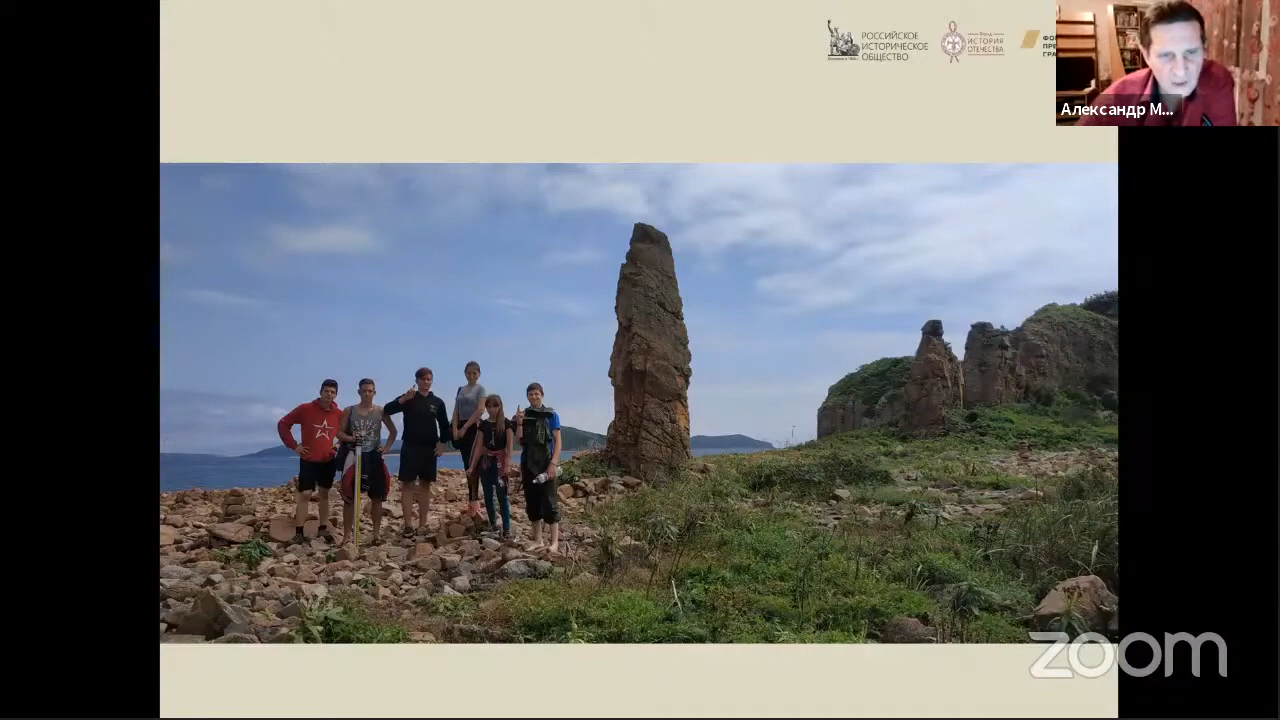 РОССИЙСКОЕ
ИСТОРИЧЕСКОЕ
ОБЩЕСТВО
Фонд
ИСТОРИЯ
ОТЕЧЕСТВА
Александр М...
zoom